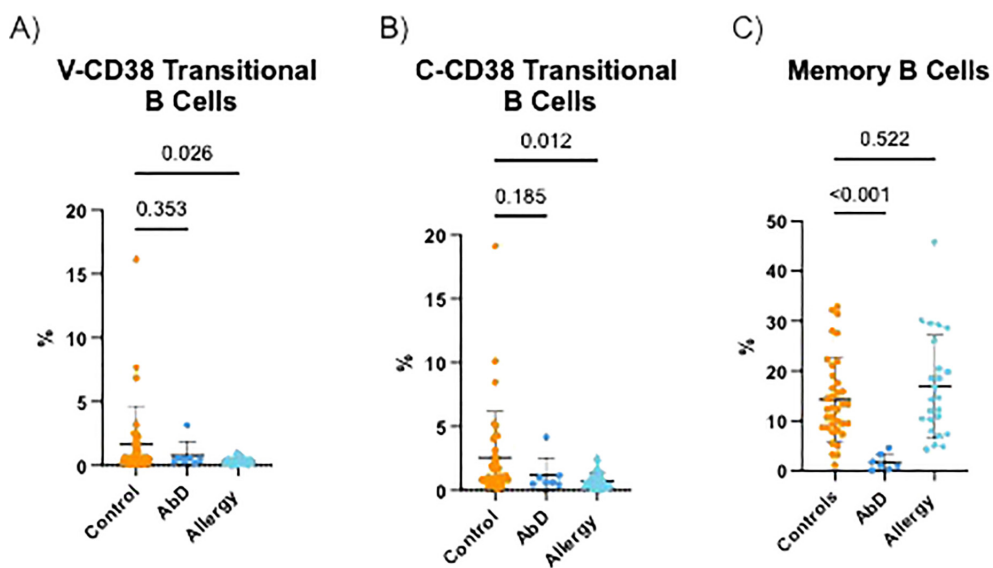 A)
V-CD38 Transitional
B Cells
0.026
0.353
20
15
10
5
0
%
Control
AbD
Allergy
B)
C-CD38 Transitional
B Cells
0.012
0.185
20
15
10
5
0
%
Control
AbD
Allergy
C)
Memory B Cells
0.522
<0.001
50
40
30
20
10
0
%
Controls
AbD
Allergy